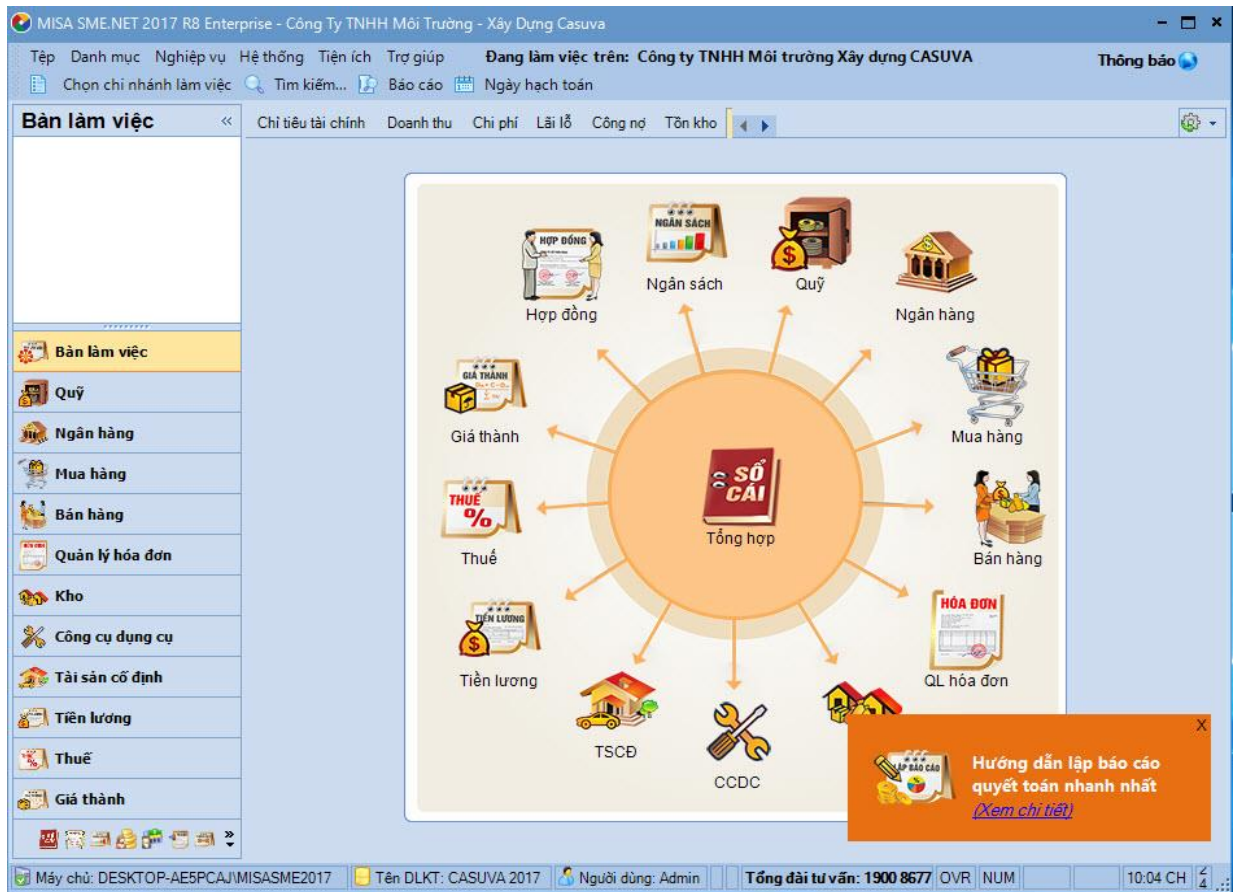 MISA SME.NET 2017 R8 Enterprise - Công Ty TNHH Môi Trường - Xây Dựng Casuva
Tệp Danh mục Nghiệp vụ Hệ thống Tiện ích Trợ giúp Đang làm việc trên: Công ty TNHH Môi trường Xây dựng CASUVA Thông báo
Chọn chi nhánh làm việc Tìm kiếm... Báo cáo Ngày hạch toán
Bàn làm việc «
Chỉ tiêu tài chính Doanh thu Chi phí Lãi lỗ Công nợ Tồn kho
Bàn làm việc
Quỹ
Ngân hàng
Mua hàng
Bán hàng
Quản lý hóa đơn
Kho
Công cụ dụng cụ
Tài sản cố định
Tiền lương
Thuế
Giá thành
HỢP ĐỒNG
Hợp đồng
NGÂN SÁCH
Ngân sách
Quỹ
Ngân hàng
GIÁ THÀNH
Giá thành
Mua hàng
SỔ
CÁI
Tổng hợp
THUẾ
%
Thuế
Bán hàng
TIỀN LƯƠNG
Tiền lương
HÓA ĐƠN
QL hóa đơn
TSCĐ
CCDC
X
LẬP BÁO CÁO
Hướng dẫn lập báo cáo
quyết toán nhanh nhất
(Xem chi tiết)
Máy chủ: DESKTOP-AE5PCAJ\MISASME2017 Tên DLKT: CASUVA 2017 Người dùng: Admin Tổng đài tư vấn: 1900 8677 OVR NUM 10:04 CH